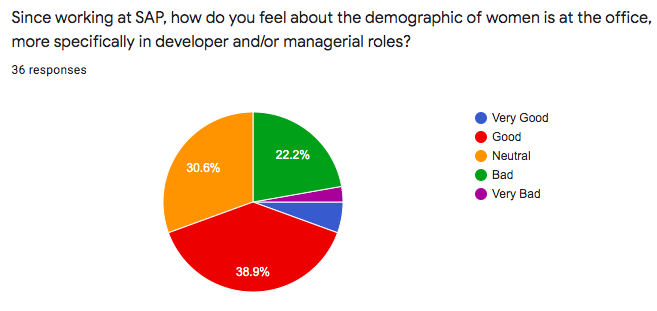 Since working at SAP, how do you feel about the demographic of women is at the office,
more specifically in developer and/or managerial roles?
36 responses
Very Good
Good
Neutral
Bad
Very Bad
22.2%
30.6%
38.9%